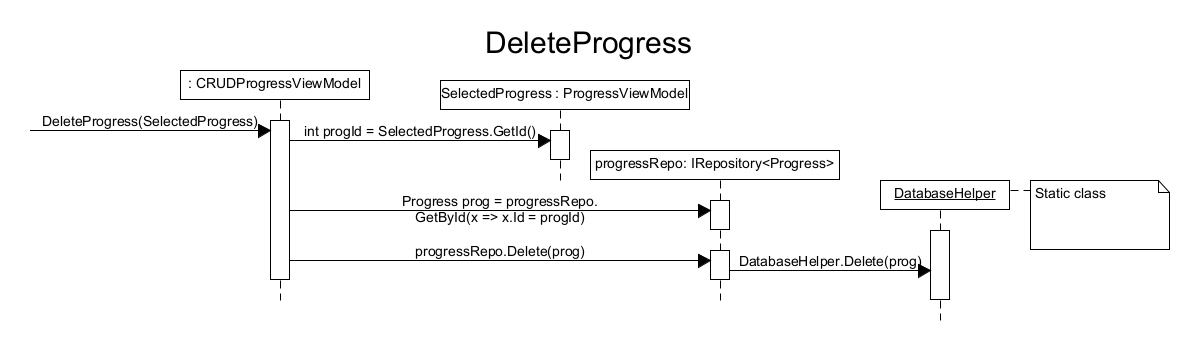 DeleteProgress
: CRUDProgressViewModel
SelectedProgress : ProgressViewModel
DeleteProgress(SelectedProgress)
int progId = SelectedProgress.GetId()
progressRepo: IRepository<Progress>
DatabaseHelper
Static class
Progress prog = progressRepo.
GetById(x => x.Id = progId)
progressRepo.Delete(prog)
DatabaseHelper.Delete(prog)